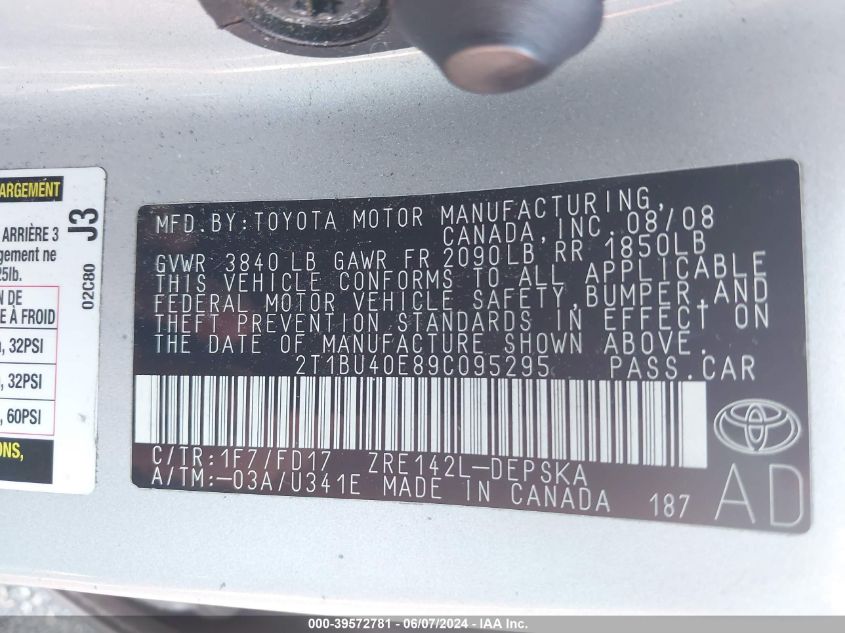 ARGEMENT
ARRIÈRE 3
gement ne
25lb.
N DE
E À FROID
, 32PSI
, 32PSI
, 60PSI
ONS,
J3
02C80
MFD.BY:TOYOTA MOTOR MANUFACTURING,
CANADA,INC. 08/08
GVWR 3840 LB GAWR FR 2090LB RR 1850LB
THIS VEHICLE CONFORMS TO ALL APPLICABLE
FEDERAL MOTOR VEHICLE SAFETY,BUMPER,AND
THEFT PREVENTION STANDARDS IN EFFECT ON
THE DATE OF MANUFACTURE SHOWN ABOVE.
2T1BU40E89C095295 PASS.CAR
C/TR:1F7/FD17 ZRE142L-DEPSKA
A/TM:-03A/U341E MADE IN CANADA 187
AD
000-39572781 - 06/07/2024 - IAA Inc.